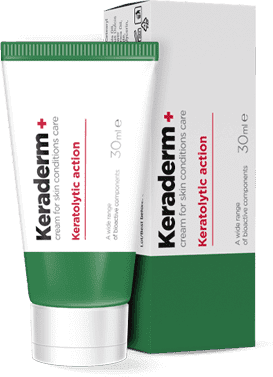 Keraderm+
cream for skin conditions care
Keratolytic action
A wide range
of bioactive components
30ml e
Keraderm+
cream for skin conditions care
Keratolytic action
A wide range
of bioactive components
30ml e